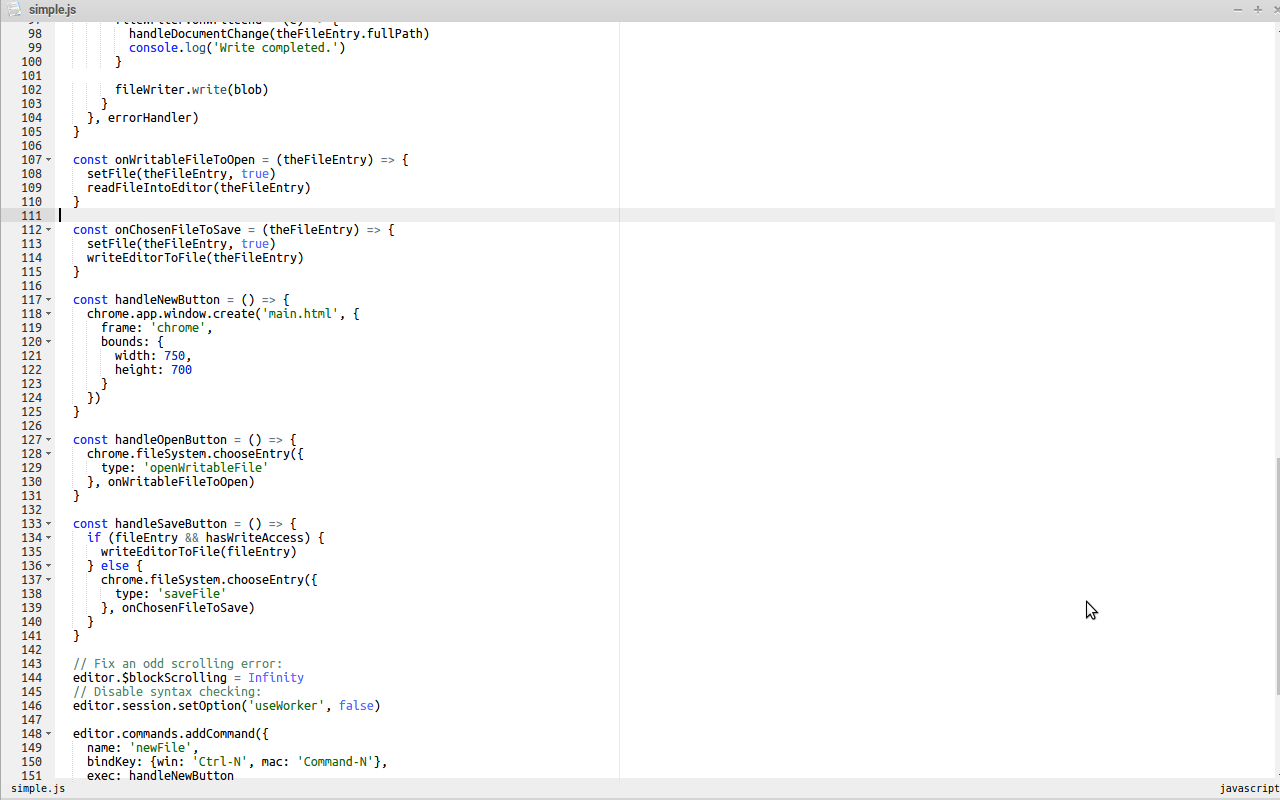 simple.js
97 fileWriter.onwriteend = (e) => {
98 handleDocumentChange(theFileEntry.fullPath)
99 console.log('Write completed.')
100 }
101
102 fileWriter.write(blob)
103 }
104 }, errorHandler)
105 }
106
107 const onWritableFileToOpen = (theFileEntry) => {
108 setFile(theFileEntry, true)
109 readFileIntoEditor(theFileEntry)
110 }
111
112 const onChosenFileToSave = (theFileEntry) => {
113 setFile(theFileEntry, true)
114 writeEditorToFile(theFileEntry)
115 }
116
117 const handleNewButton = () => {
118 chrome.app.window.create('main.html', {
119 frame: 'chrome',
120 bounds: {
121 width: 750,
122 height: 700
123 }
124 })
125 }
126
127 const handleOpenButton = () => {
128 chrome.fileSystem.chooseEntry({
129 type: 'openWritableFile'
130 }, onWritableFileToOpen)
131 }
132
133 const handleSaveButton = () => {
134 if (fileEntry && hasWriteAccess) {
135 writeEditorToFile(fileEntry)
136 } else {
137 chrome.fileSystem.chooseEntry({
138 type: 'saveFile'
139 }, onChosenFileToSave)
140 }
141 }
142
143 // Fix an odd scrolling error:
144 editor.$blockScrolling = Infinity
145 // Disable syntax checking:
146 editor.session.setOption('useWorker', false)
147
148 editor.commands.addCommand({
149 name: 'newFile',
150 bindKey: {win: 'Ctrl-N', mac: 'Command-N'},
151 exec: handleNewButton
simple.js javascript